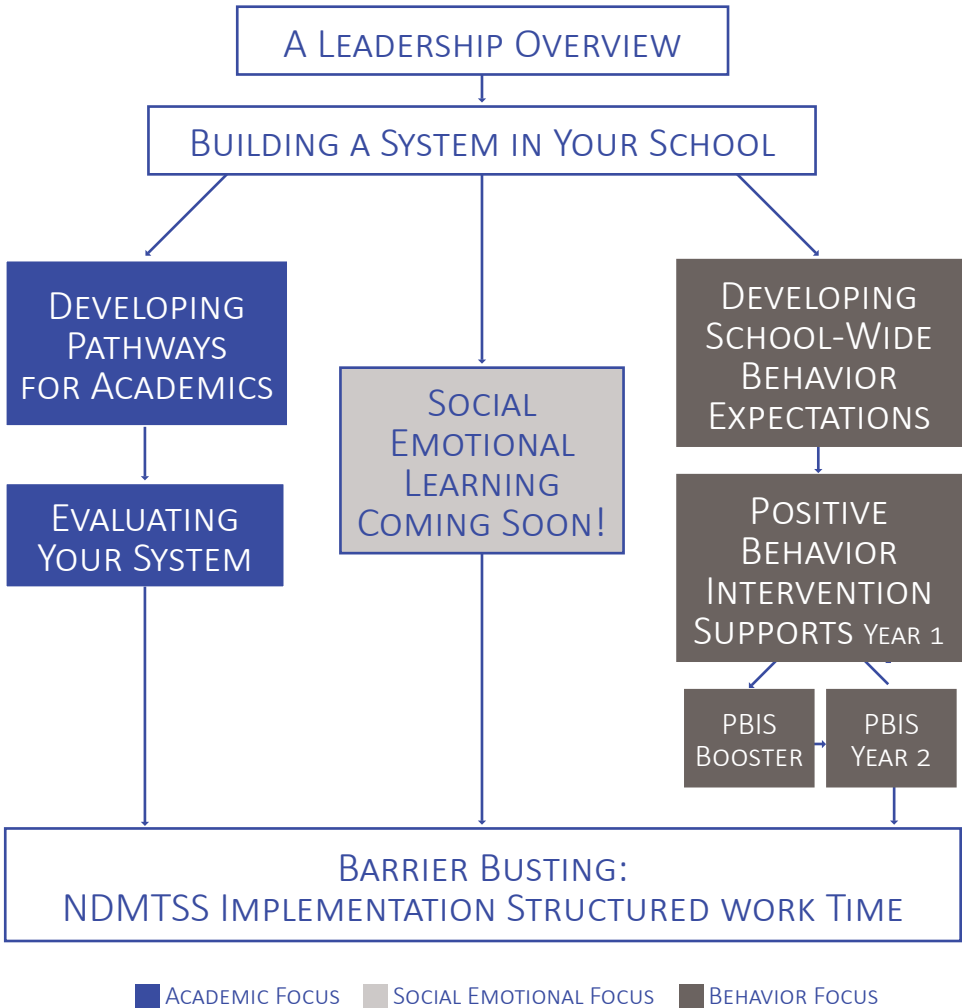 A Leadership Overview
Building a System in Your School
Developing
Pathways
for Academics
Evaluating
Your System
Social
Emotional
Learning
Coming Soon!
Developing
School-Wide
Behavior
Expectations
Positive
Behavior
Intervention
Supports Year 1
PBIS
Booster
PBIS
Year 2
Barrier Busting:
NDMTSS Implementation Structured work Time
Academic Focus
Social Emotional Focus
Behavior Focus